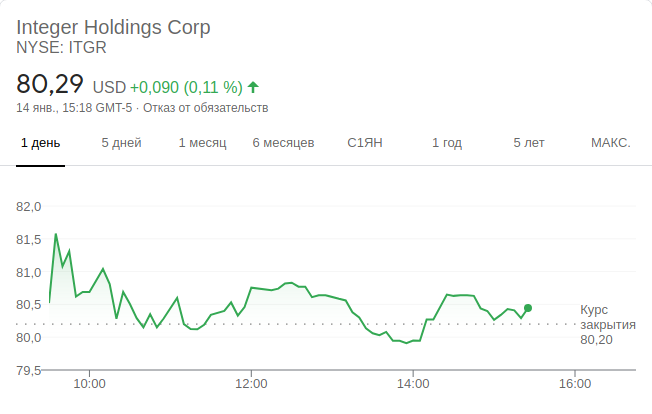 Integer Holdings Corp
NYSE: ITGR
80,29 USD +0,090 (0,11 %)
14 янв., 15:18 GMT-5 · Отказ от обязательств
1 день 5 дней 1 месяц 6 месяцев С1ЯН 1 год 5 лет МАКС.
82,0
81,5
81,0
80,5
80,0
79,5
Курс
закрытия
80,20
10:00 12:00 14:00 16:00